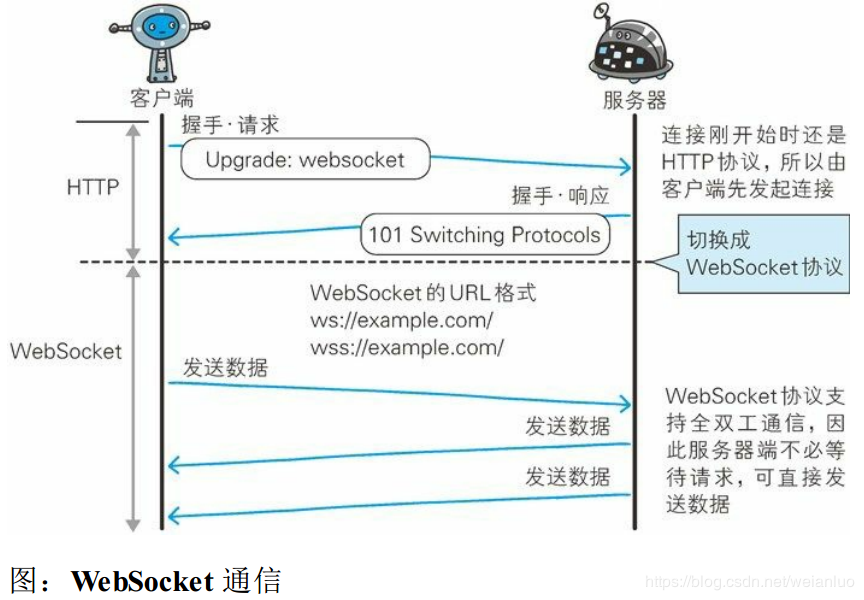 客户端
服务器
握手·请求
Upgrade: websocket
连接刚开始时还是
HTTP协议，所以由
客户端先发起连接
HTTP
握手·响应
101 Switching Protocols
切换成
WebSocket协议
WebSocket的URL格式
ws://example.com/
wss://example.com/
WebSocket
发送数据
发送数据
发送数据
WebSocket协议支
持全双工通信，因
此服务器端不必等
待请求，可直接发
送数据
图：WebSocket 通信
https://blog.csdn.net/weianluo